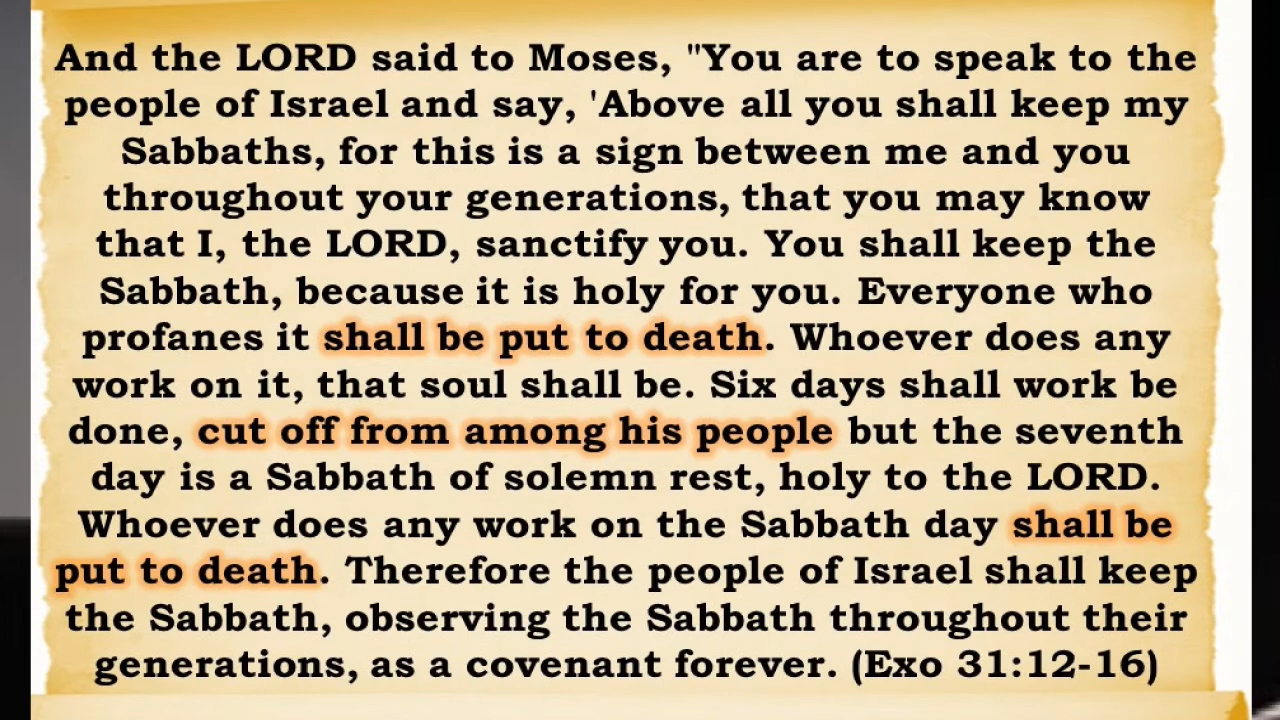 And the LORD said to Moses, "You are to speak to the
people of Israel and say, 'Above all you shall keep my
Sabbaths, for this is a sign between me and you
throughout your generations, that you may know
that I, the LORD, sanctify you. You shall keep the
Sabbath, because it is holy for you. Everyone who
profanes it shall be put to death. Whoever does any
work on it, that soul shall be. Six days shall work be
done, cut off from among his people but the seventh
day is a Sabbath of solemn rest, holy to the LORD.
Whoever does any work on the Sabbath day shall be
put to death. Therefore the people of Israel shall keep
the Sabbath, observing the Sabbath throughout their
generations, as a covenant forever. (Exo 31:12-16)